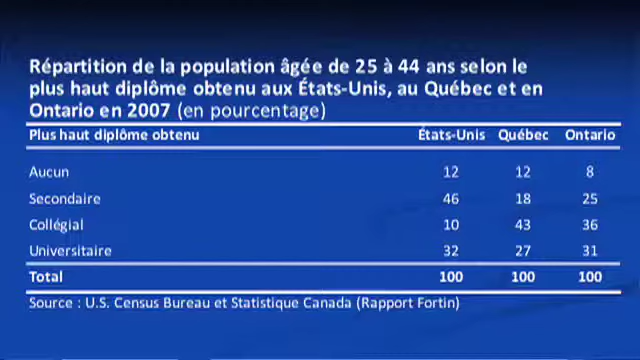 Répartition de la population âgée de 25 à 44 ans selon le
plus haut diplôme obtenu aux États-Unis, au Québec et en
Ontario en 2007 (en pourcentage)
Plus haut diplôme obtenu États-Unis Québec Ontario
Aucun 12 12 8
Secondaire 46 18 25
Collégial 10 43 36
Universitaire 32 27 31
Total 100 100 100
Source : U.S. Census Bureau et Statistique Canada (Rapport Fortin)